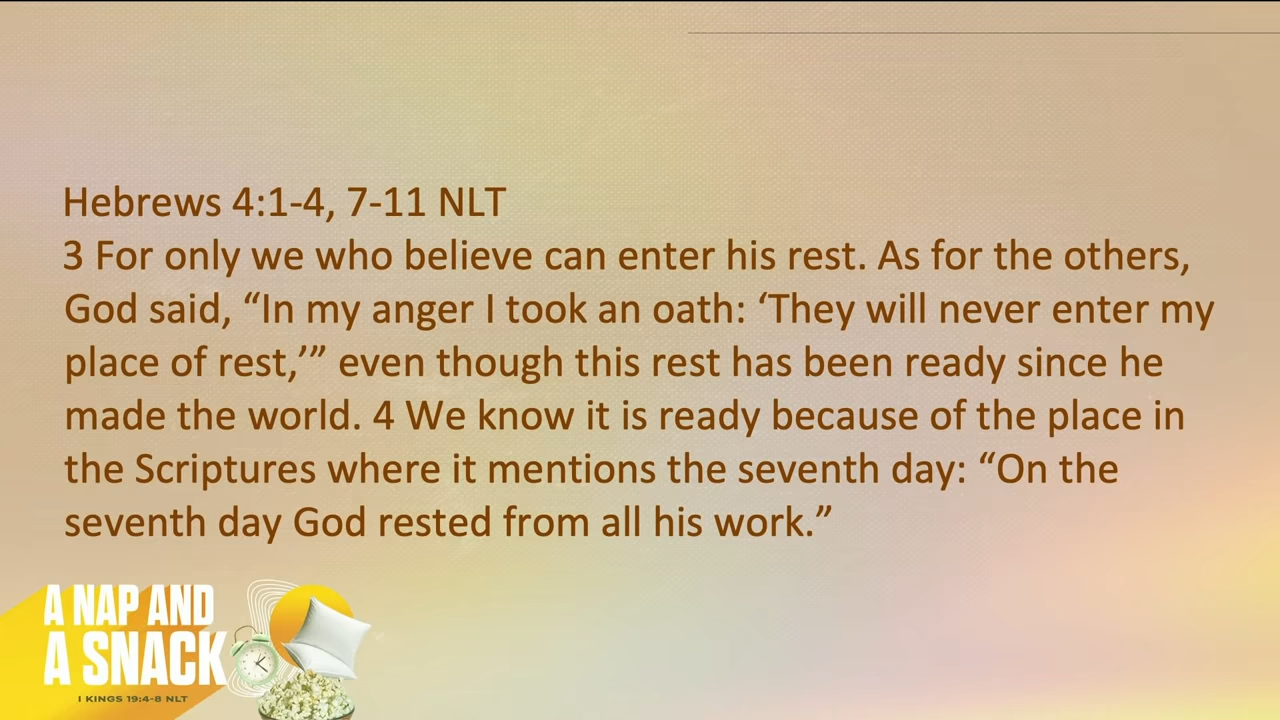 Hebrews 4:1-4, 7-11 NLT
3 For only we who believe can enter his rest. As for the others,
God said, “In my anger I took an oath: ‘They will never enter my
place of rest,’” even though this rest has been ready since he
made the world. 4 We know it is ready because of the place in
the Scriptures where it mentions the seventh day: “On the
seventh day God rested from all his work.”
A NAP AND
A SNACK
I KINGS 19:4-8 NLT